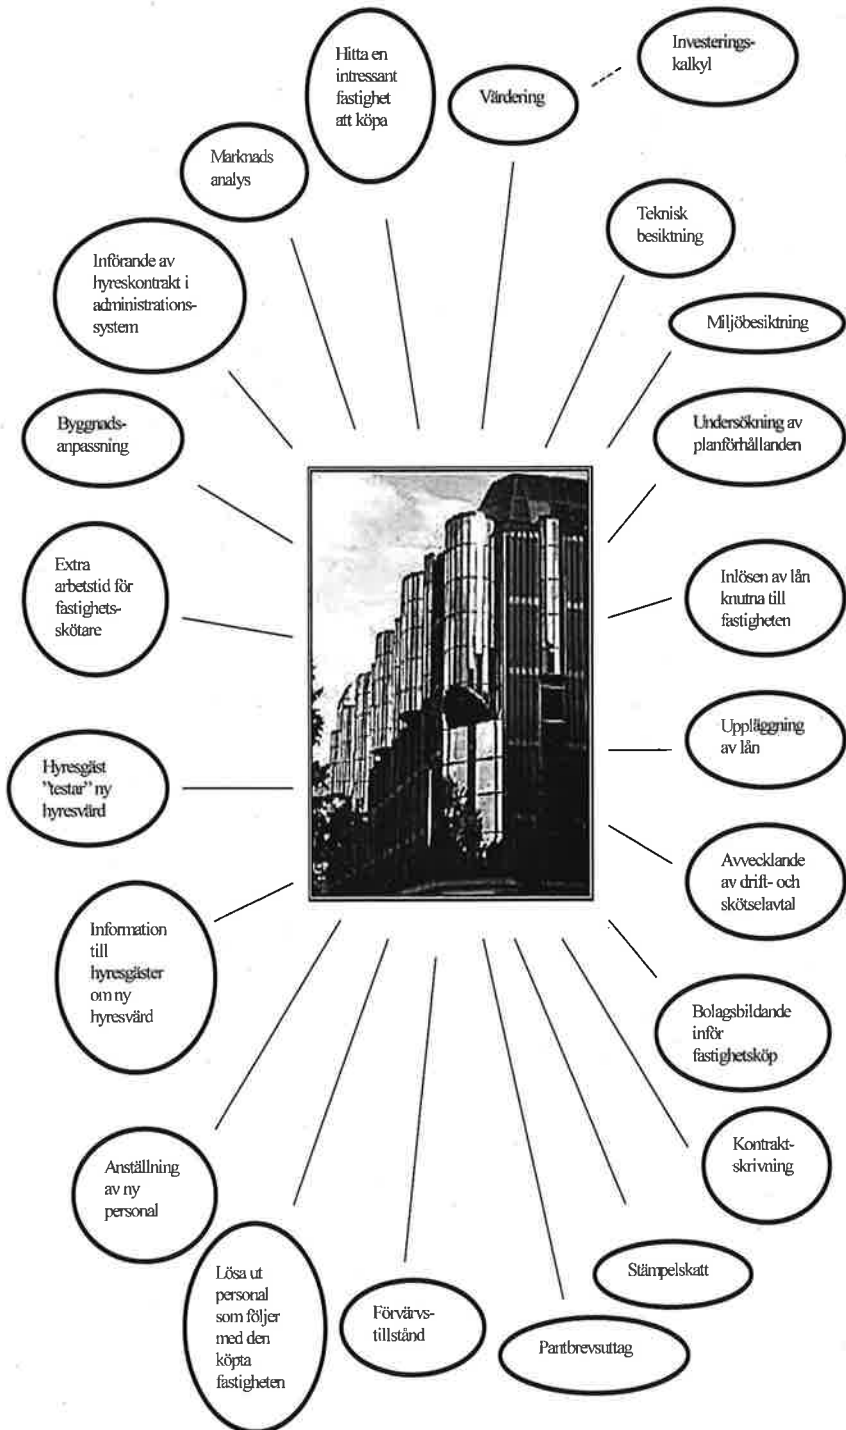 Hitta en
intressant
fastighet
att köpa
Värdering
Investerings-
kalkyl
Marknads
analys
Teknisk
besiktning
Införande av
hyreskontrakt i
administrations-
system
Miljöbesiktning
Byggnads-
anpassning
Undersökning av
planförhållanden
Extra
arbetstid för
fastighets-
skötare
Inlösen av lån
knutna till
fastigheten
Hyresgäst
”testar” ny
hyresvärd
Uppläggning
av lån
Avvecklande
av drift- och
skötselavtal
Information
till
hyresgäster
om ny
hyresvärd
Bolagsbildande
inför
fastighetsköp
Kontrakt-
skrivning
Anställning
av ny
personal
Stämpelskatt
Lösa ut
personal
som följer
med den
köpta
fastigheten
Förvärvs-
tillstånd
Pantbrevsuttag